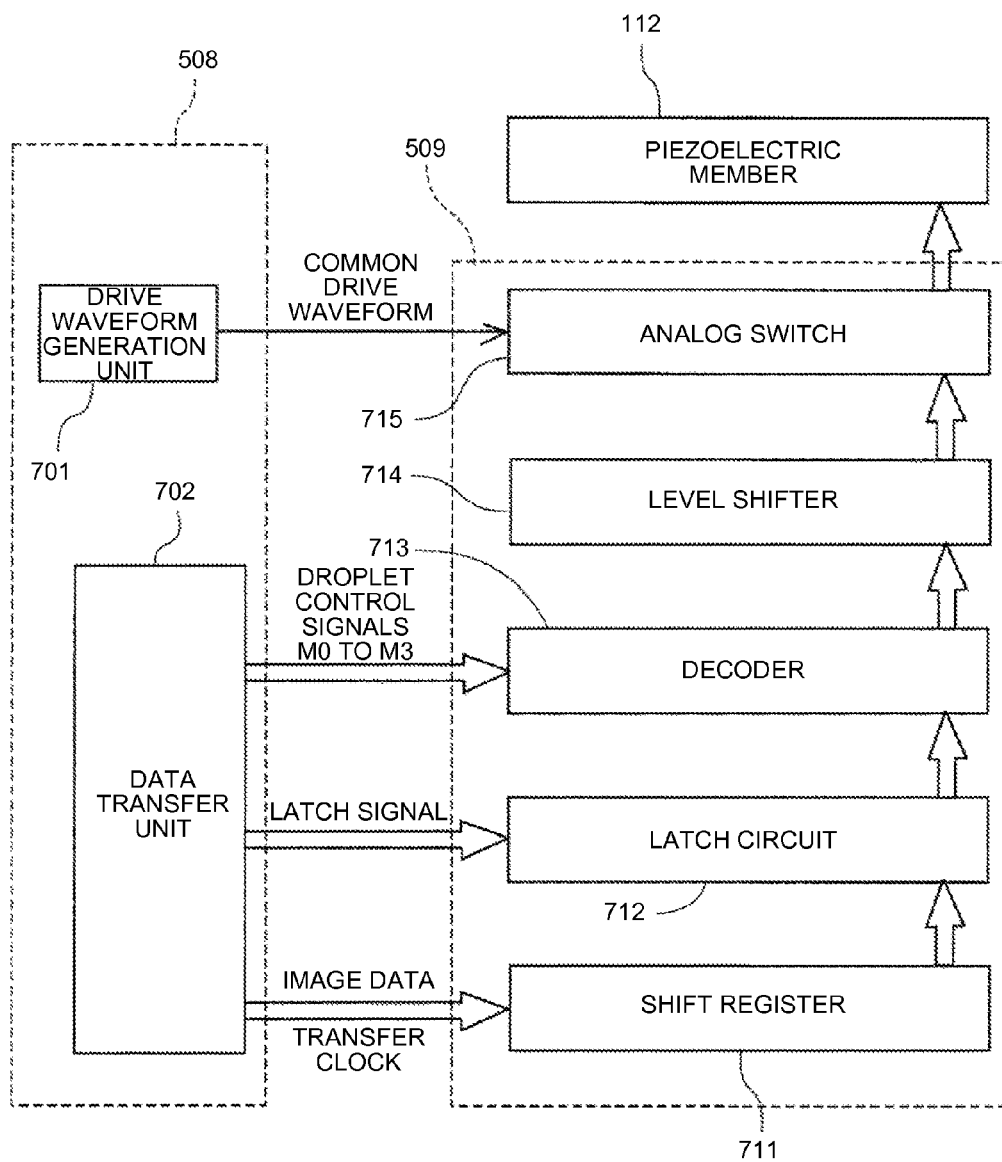 112
508
PIEZOELECTRIC
MEMBER
509
COMMON
DRIVE
WAVEFORM
DRIVE
WAVEFORM
GENERATION
UNIT
ANALOG SWITCH
715
701
714
LEVEL SHIFTER
702
713
DROPLET
CONTROL
SIGNALS
M0 TO M3
DECODER
DATA
TRANSFER
UNIT
LATCH SIGNAL
LATCH CIRCUIT
712
IMAGE DATA
SHIFT REGISTER
TRANSFER
CLOCK
711